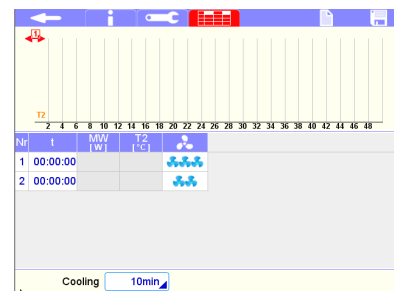 1
T2
2 4 6 8 10 12 14 16 18 20 22 24 26 28 30 32 34 36 38 40 42 44 46 48
Nr t MW [W] T2 [°C]
1 00:00:00
2 00:00:00
Cooling 10min